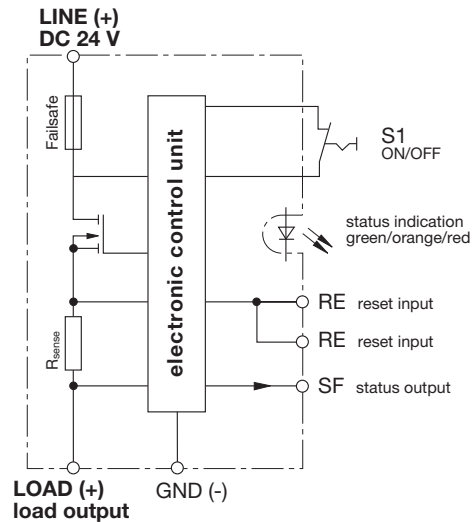 LINE (+)
DC 24 V
Failsafe
electronic control unit
S1
ON/OFF
status indication
green/orange/red
RE reset input
RE reset input
Rsense
SF status output
LOAD (+)
load output
GND (-)